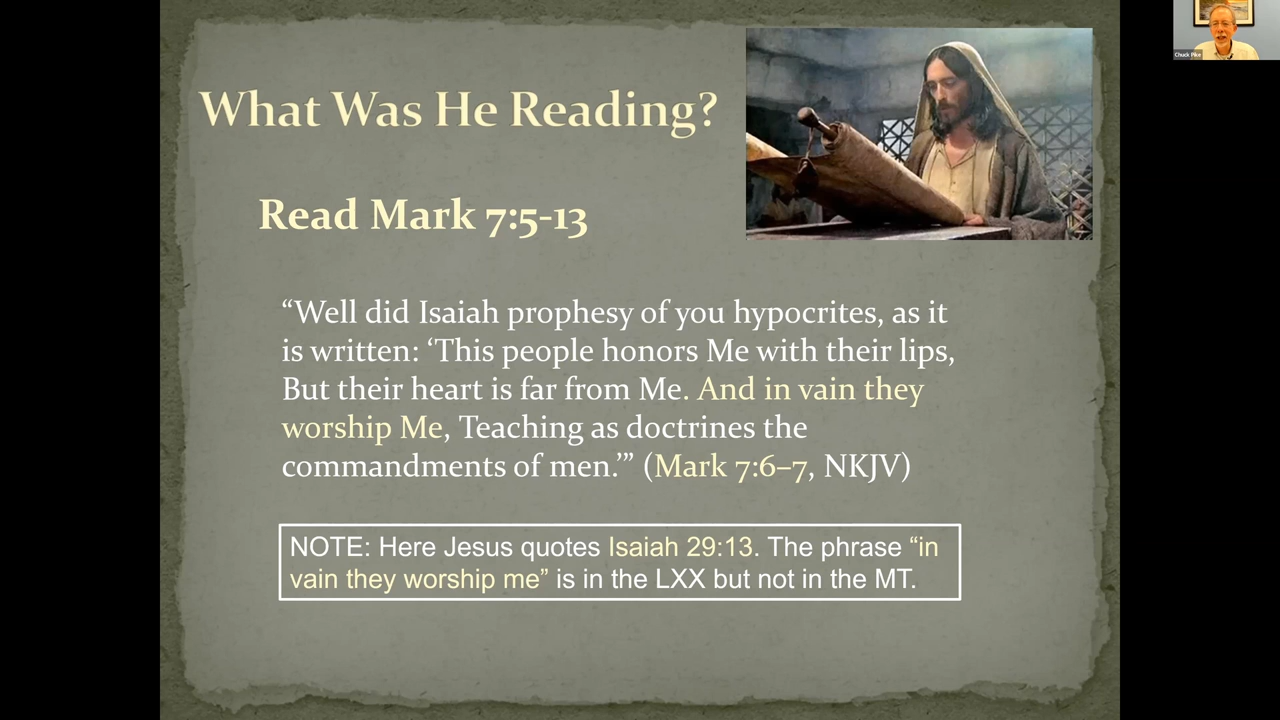 What Was He Reading?
Read Mark 7:5-13
“Well did Isaiah prophesy of you hypocrites, as it
is written: ‘This people honors Me with their lips,
But their heart is far from Me. And in vain they
worship Me, Teaching as doctrines the
commandments of men.’” (Mark 7:6–7, NKJV)
NOTE: Here Jesus quotes Isaiah 29:13. The phrase “in
vain they worship me” is in the LXX but not in the MT.
Chuck Pike